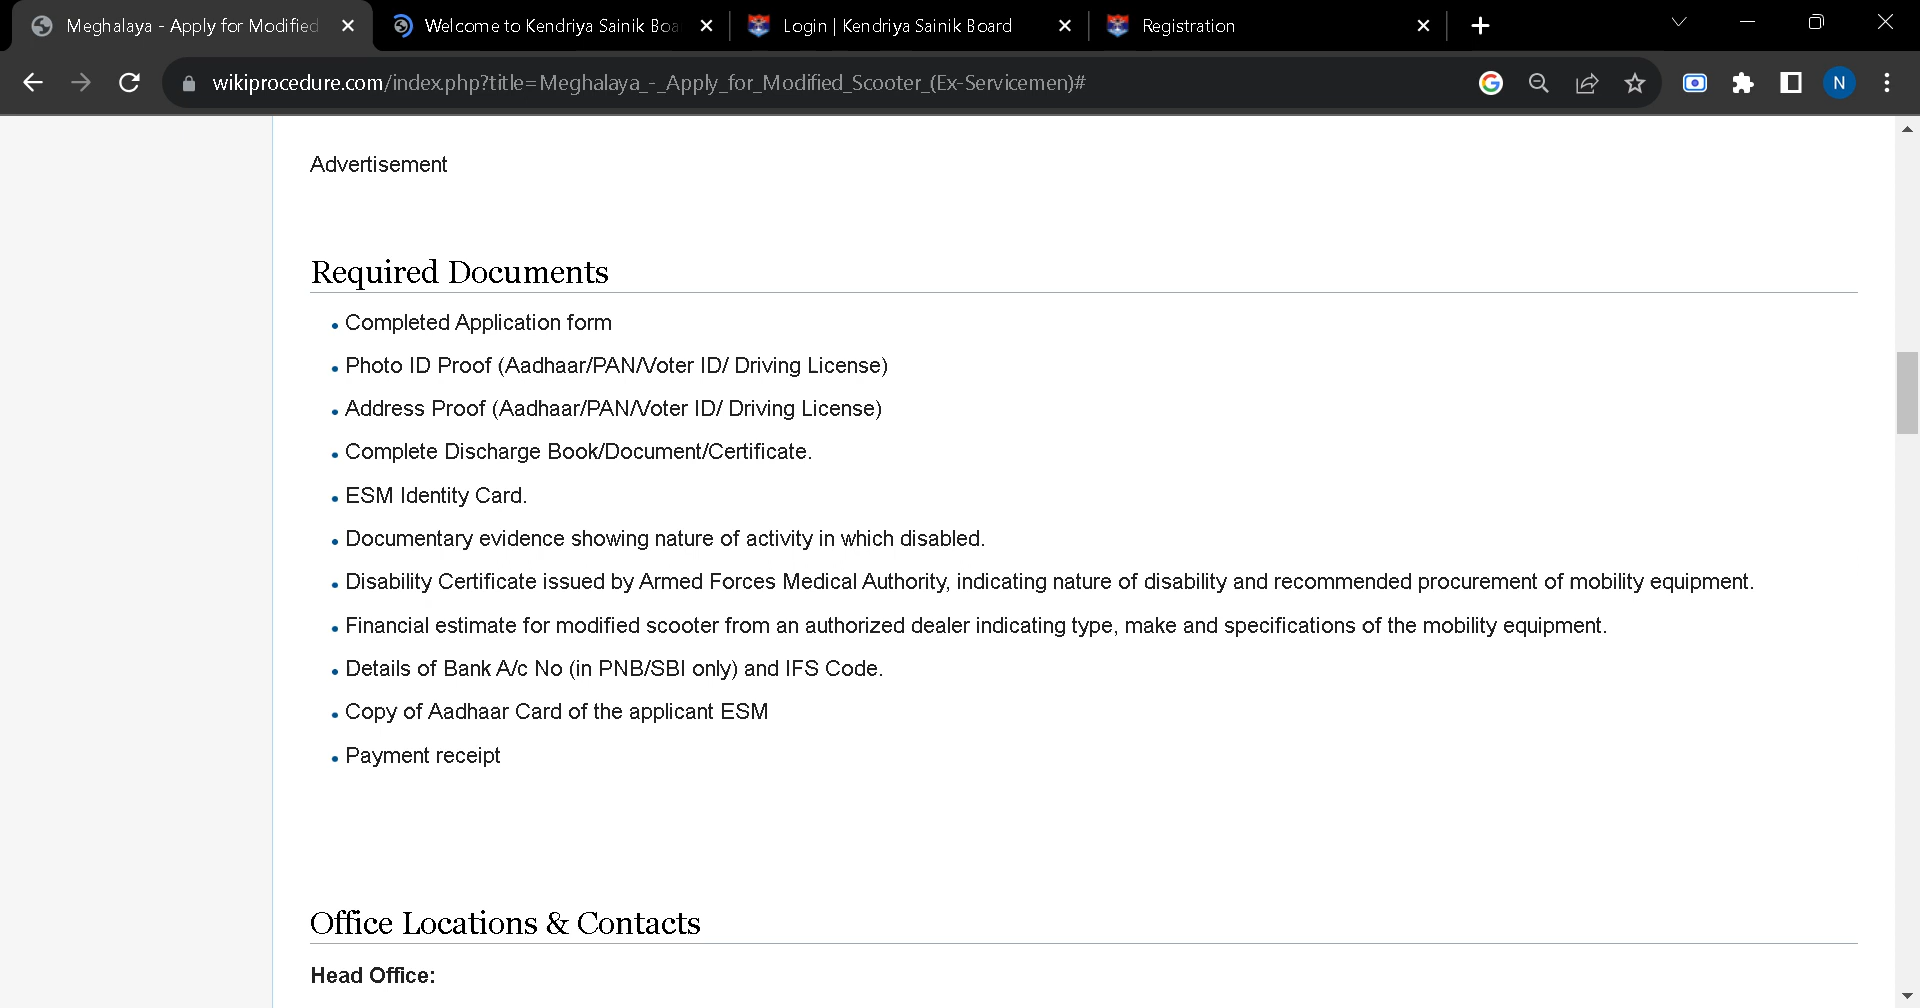 Meghalaya - Apply for Modified
Welcome to Kendriya Sainik Boa
Login | Kendriya Sainik Board
Registration
wikiprocedure.com/index.php?title=Meghalaya_-_Apply_for_Modified_Scooter_(Ex-Servicemen)#
N
Advertisement
Required Documents
Completed Application form
Photo ID Proof (Aadhaar/PAN/Voter ID/ Driving License)
Address Proof (Aadhaar/PAN/Voter ID/ Driving License)
Complete Discharge Book/Document/Certificate.
ESM Identity Card.
Documentary evidence showing nature of activity in which disabled.
Disability Certificate issued by Armed Forces Medical Authority, indicating nature of disability and recommended procurement of mobility equipment.
Financial estimate for modified scooter from an authorized dealer indicating type, make and specifications of the mobility equipment.
Details of Bank A/c No (in PNB/SBI only) and IFS Code.
Copy of Aadhaar Card of the applicant ESM
Payment receipt
Office Locations & Contacts
Head Office: